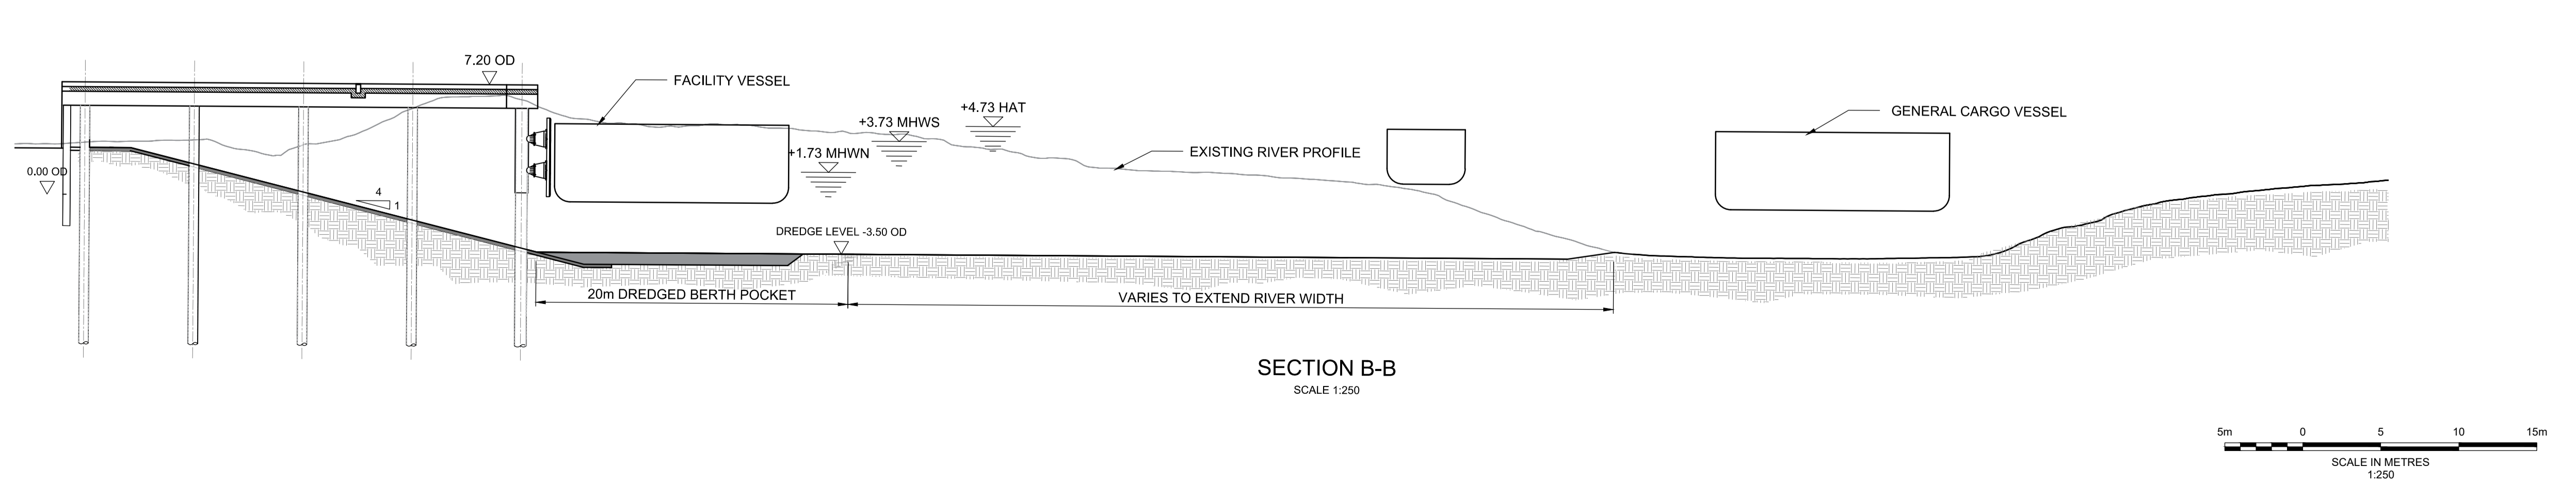 7.20 OD
FACILITY VESSEL
+4.73 HAT
GENERAL CARGO VESSEL
+3.73 MHWS
+1.73 MHWN
EXISTING RIVER PROFILE
0.00 OD
4
1
DREDGE LEVEL -3.50 OD
20m DREDGED BERTH POCKET
VARIES TO EXTEND RIVER WIDTH
SECTION B-B
SCALE 1:250
5m 0 5 10 15m
SCALE IN METRES
1:250